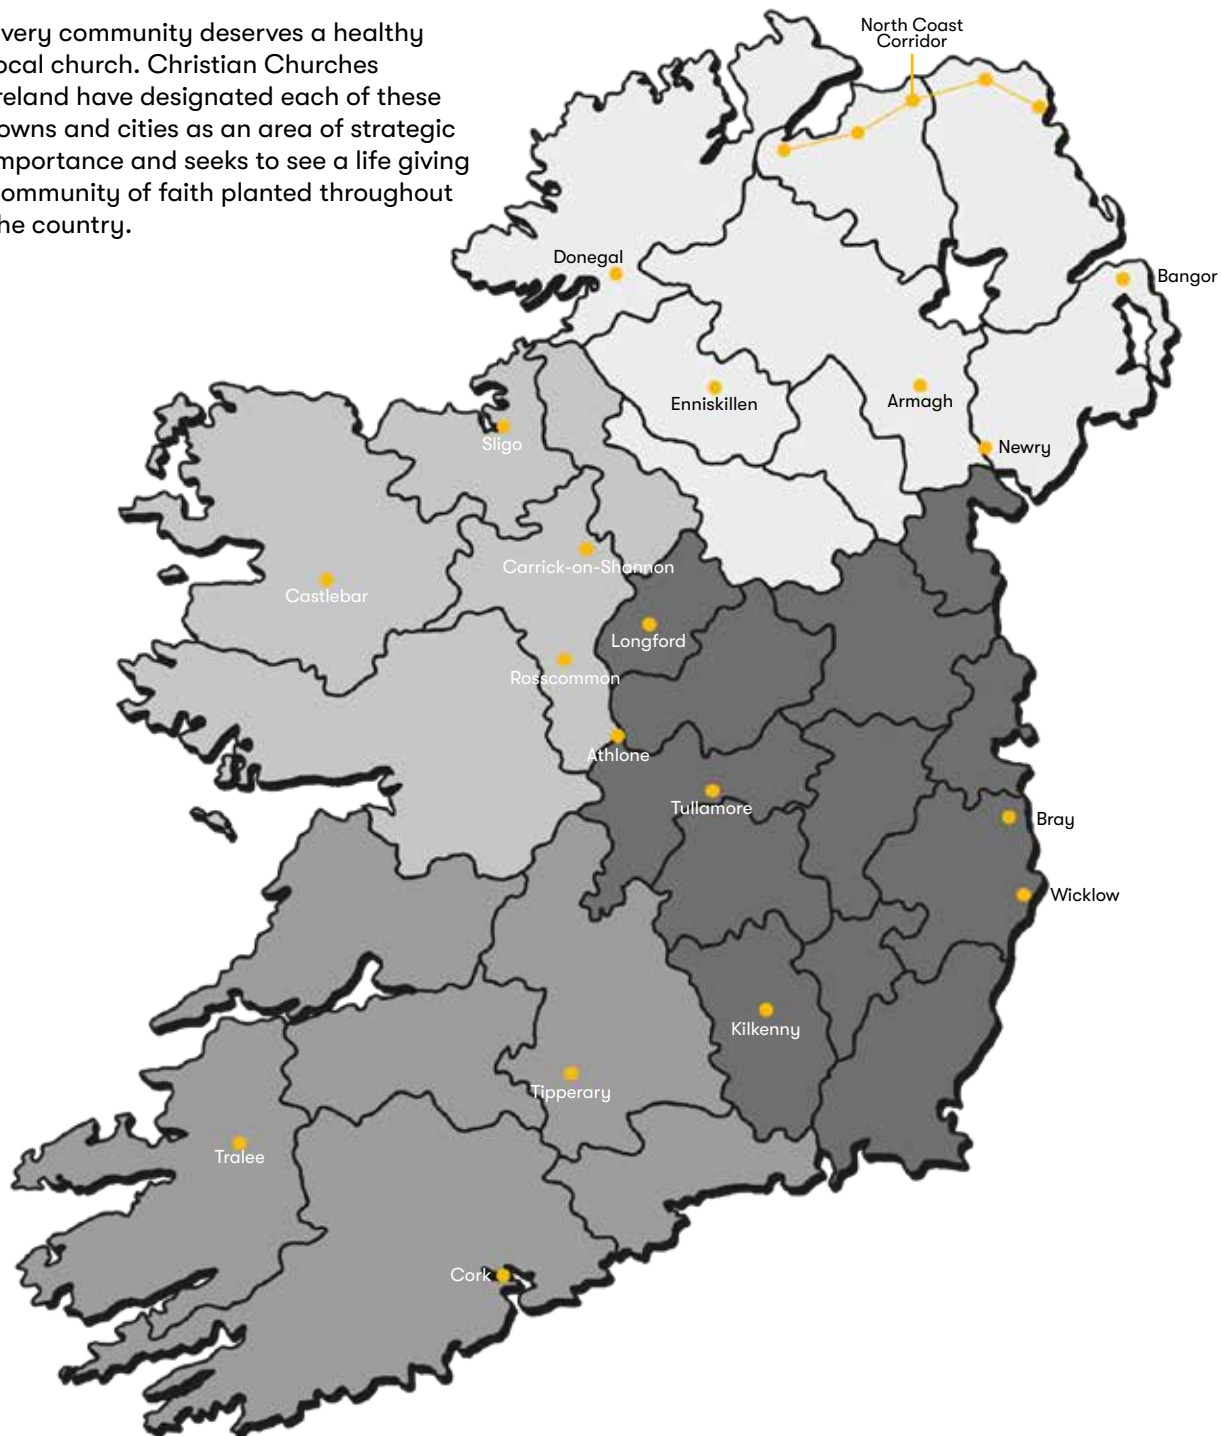 very community deserves a healthy
ocal church. Christian Churches
reland have designated each of these
owns and cities as an area of strategic
mportance and seeks to see a life giving
ommunity of faith planted throughout
he country.
North Coast
Corridor
Donegal
Bangor
Enniskillen
Armagh
Sligo
Newry
Carrick-on-Shannon
Castlebar
Longford
Rosscommon
Athlone
Tullamore
Bray
Wicklow
Kilkenny
Tipperary
Tralee
Cork